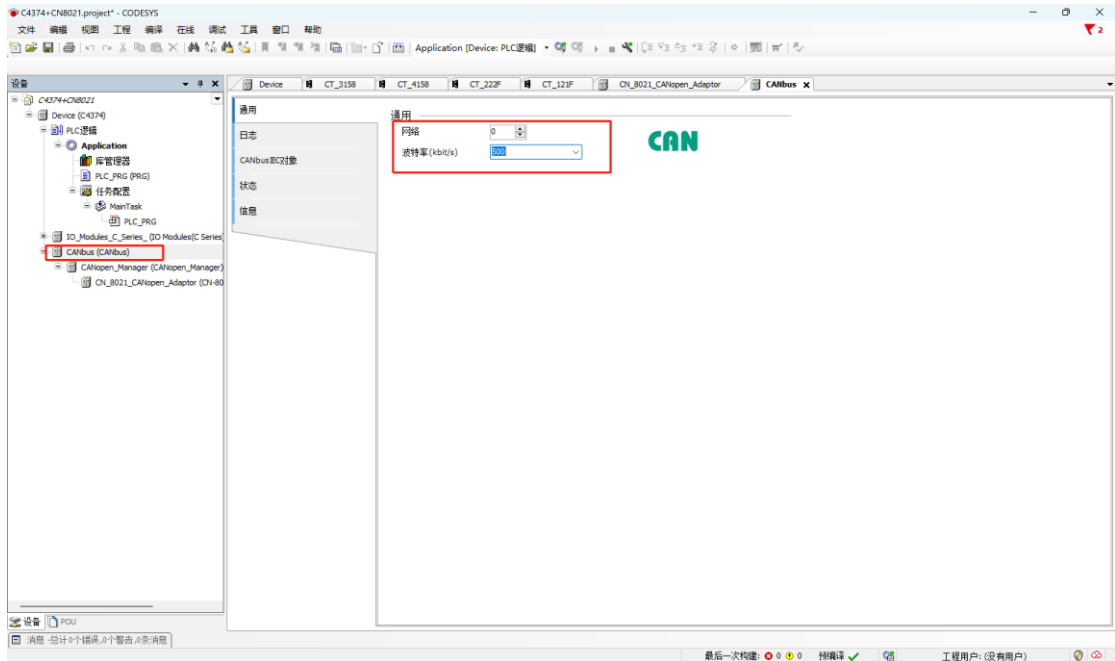 C4374+CN8021.project* - CODESYS
文件 编辑 视图 工程 编译 在线 调试 工具 窗口 帮助
2
Application [Device: PLC逻辑]
设备
Device CT_3158 CT_4158 CT_222F CT_121F CN_8021_CANopen_Adaptor CANbus
C4374+CN8021
Device (C4374)
PLC逻辑
Application
库管理器
PLC_PRG (PRG)
任务配置
MainTask
PLC_PRG
IO_Modules_C_Series_ (IO Modules(C Series
CANbus (CANbus)
CANopen_Manager (CANopen_Manager)
CN_8021_CANopen_Adaptor (CN-80
通用
日志
CANbus IEC对象
状态
信息
通用
网络 0
波特率(kbit/s) 500
CAN
设备 POU
消息 -总计0个错误,0个警告,0条消息
最后一次构建: 0 0 预编译 工程用户: (没有用户)